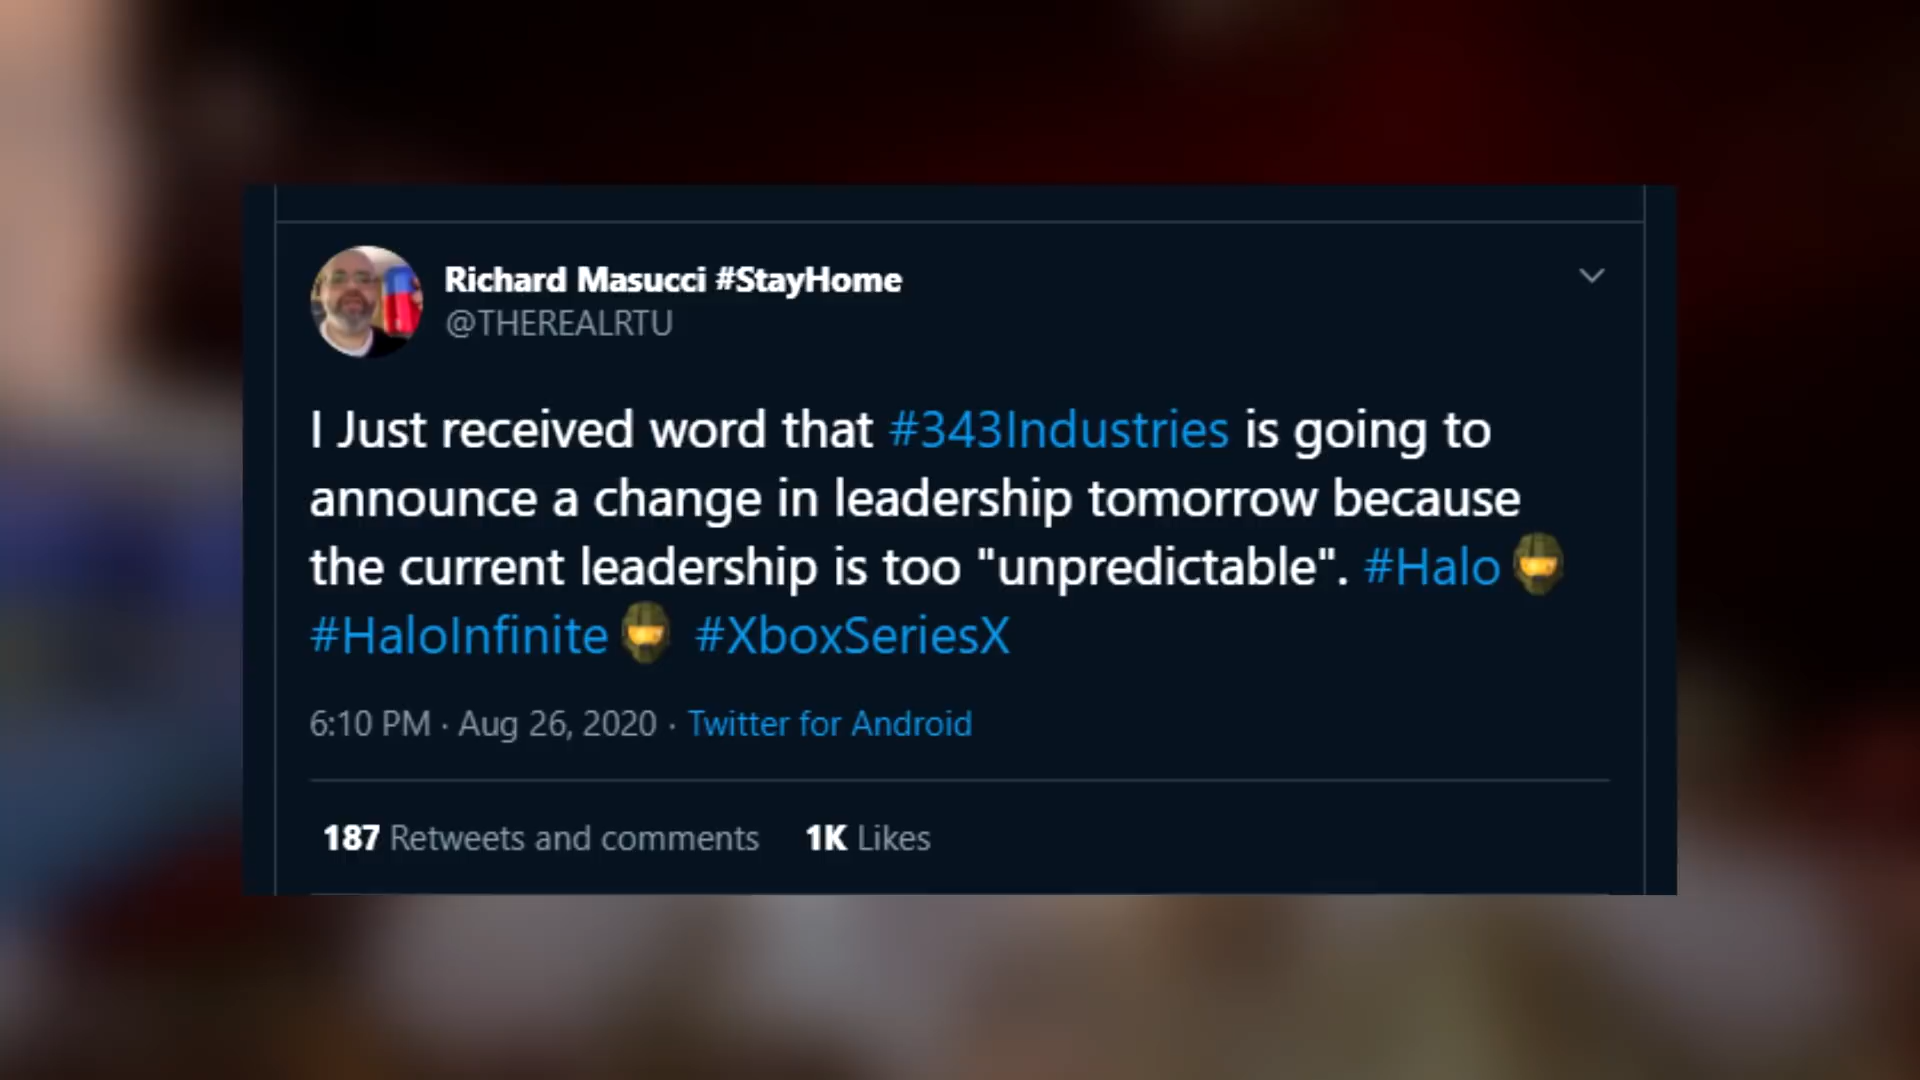 Richard Masucci #StayHome
@THEREALRTU
I Just received word that #343Industries is going to
announce a change in leadership tomorrow because
the current leadership is too "unpredictable". #Halo
#HaloInfinite #XboxSeriesX
6:10 PM · Aug 26, 2020 · Twitter for Android
187 Retweets and comments 1K Likes